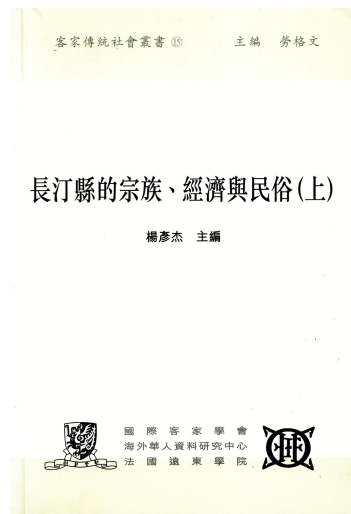 客家傳統社會叢書⑮ 主編 勞格文
長汀縣的宗族、經濟與民俗(上)
楊彥杰 主編
國際客家學會
海外華人資料研究中心
法國遠東學院